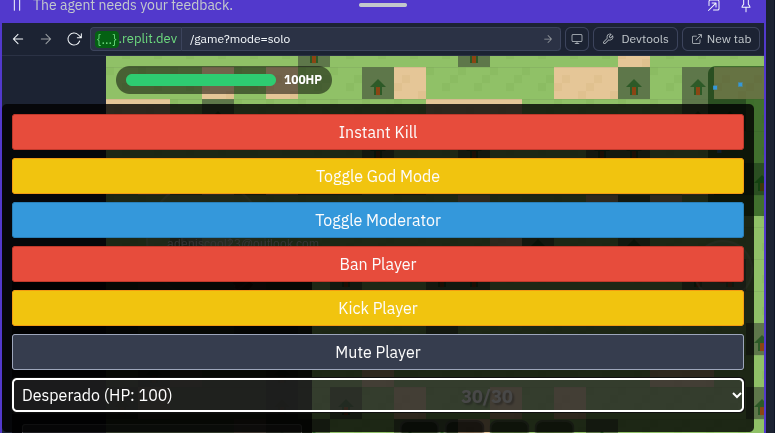 The agent needs your feedback.
{...}.replit.dev /game?mode=solo
Devtools
New tab
100HP
Instant Kill
Toggle God Mode
Toggle Moderator
Ban Player
Kick Player
Mute Player
Desperado (HP: 100)
30/30